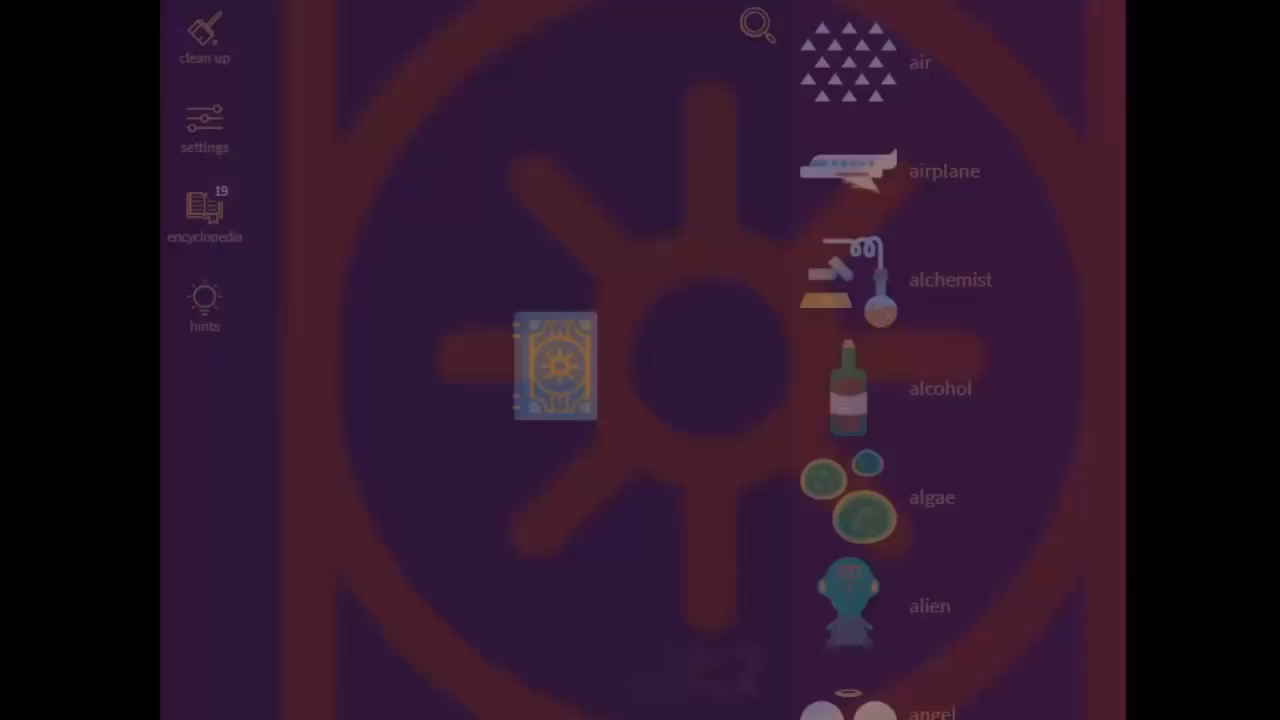 clean up
settings
19
encyclopedia
hints
air
airplane
alchemist
alcohol
algae
alien
angel